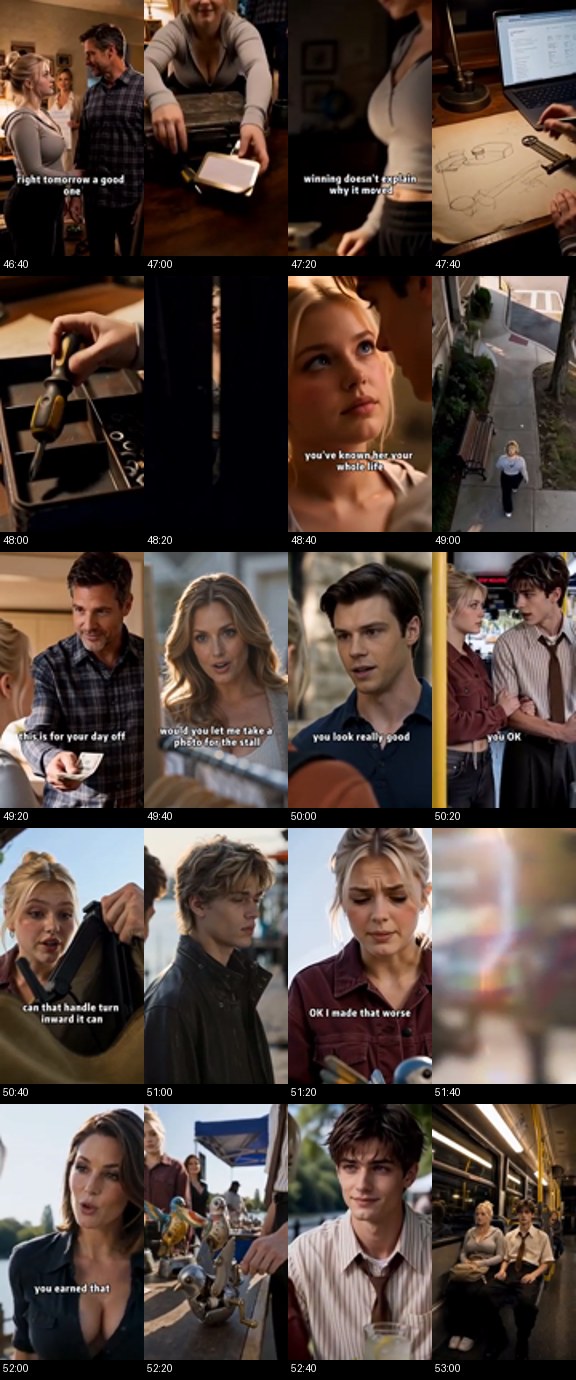 right tomorrow a good
one
46:40
47:00
winning doesn't explain
why it moved
47:20
47:40
48:00
48:20
you've known her your
whole life
48:40
49:00
this is for your day off
49:20
would you let me take a
photo for the stall
49:40
you look really good
50:00
you OK
50:20
can that handle turn
inward it can
50:40
51:00
OK I made that worse
51:20
51:40
you earned that
52:00
52:20
52:40
53:00